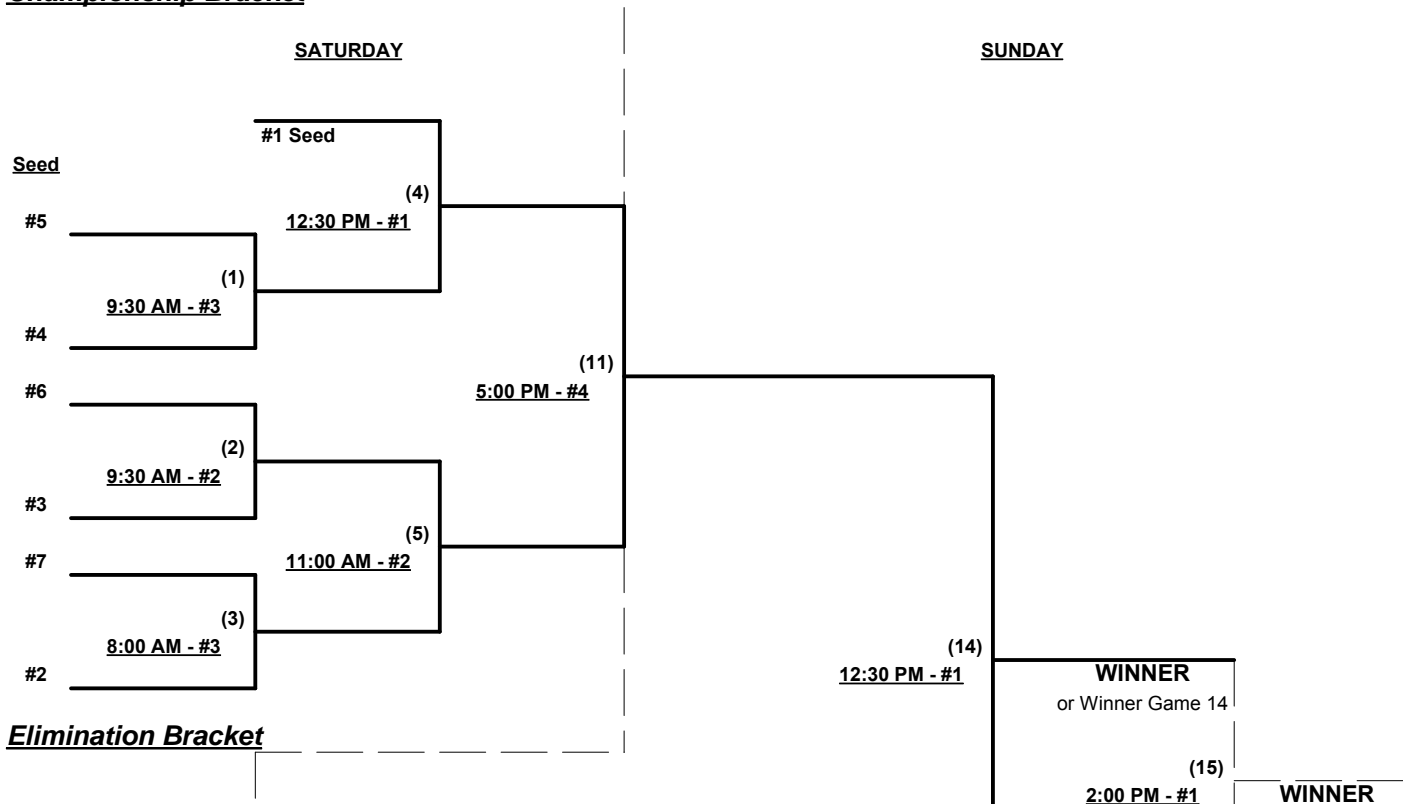 Championship Bracket
SATURDAY
SUNDAY
#1 Seed
Seed
(4)
#5
12:30 PM - #1
(1)
9:30 AM - #3
#4
(11)
#6
5:00 PM - #4
(2)
9:30 AM - #2
#3
(5)
#7
11:00 AM - #2
(3)
8:00 AM - #3
(14)
#2
12:30 PM - #1
WINNER
or Winner Game 14
Elimination Bracket
(15)
2:00 PM - #1
WINNER